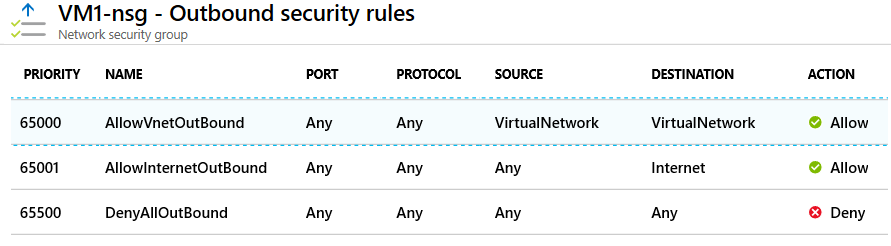 VM1-nsg - Outbound security rules
Network security group
PRIORITY NAME PORT PROTOCOL SOURCE DESTINATION ACTION
65000 AllowVnetOutBound Any Any VirtualNetwork VirtualNetwork Allow
65001 AllowInternetOutBound Any Any Any Internet Allow
65500 DenyAllOutBound Any Any Any Any Deny